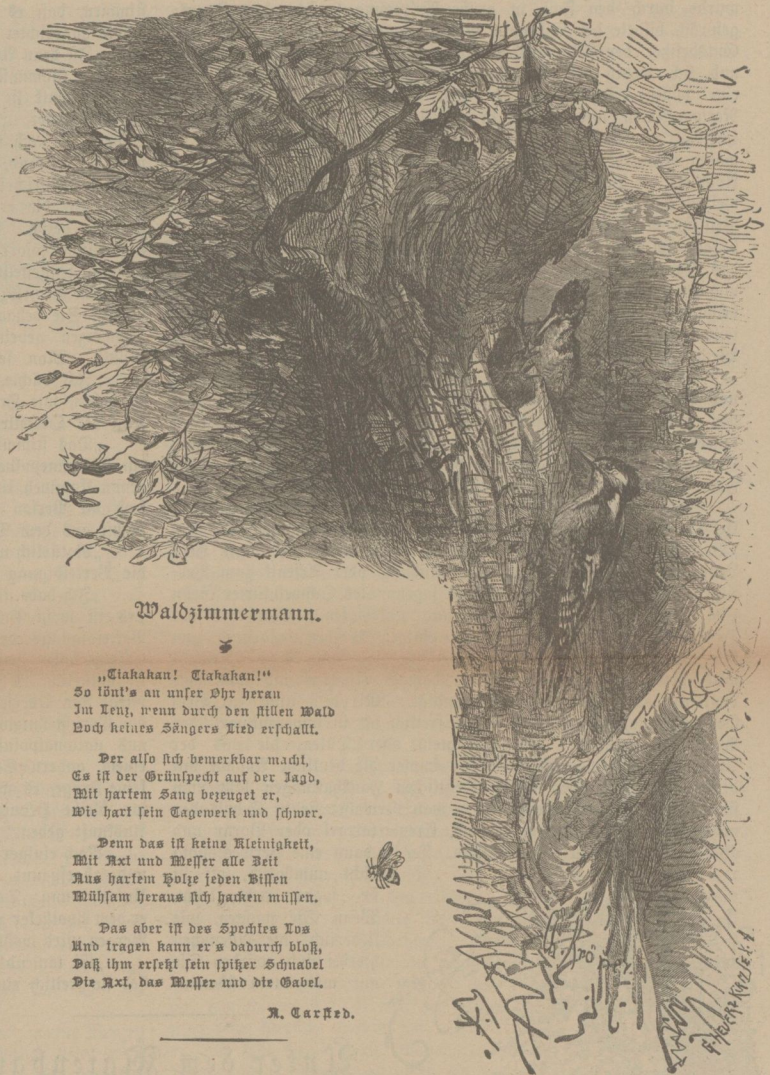 Waldzimmermann.
„Tiakakan! Tiakakan!“
So tönt's an unser Ohr heran
Im Lenz, wenn durch den stillen Wald
Noch keines Sängers Lied erschallt.
Der also sich bemerkbar macht,
Es ist der Grünspecht auf der Jagd,
Mit hartem Sang bezeuget er,
Wie hart sein Tagewerk und schwer.
Denn das ist keine Kleinigkeit,
Mit Axt und Messer alle Zeit
Aus hartem Holze jeden Bissen
Mühsam heraus sich hacken müssen.
Das aber ist des Spechtes Los
Und tragen kann er's dadurch bloß,
Daß ihm ersetzt sein spitzer Schnabel
Die Axt, das Messer und die Gabel.
R. Carsted.